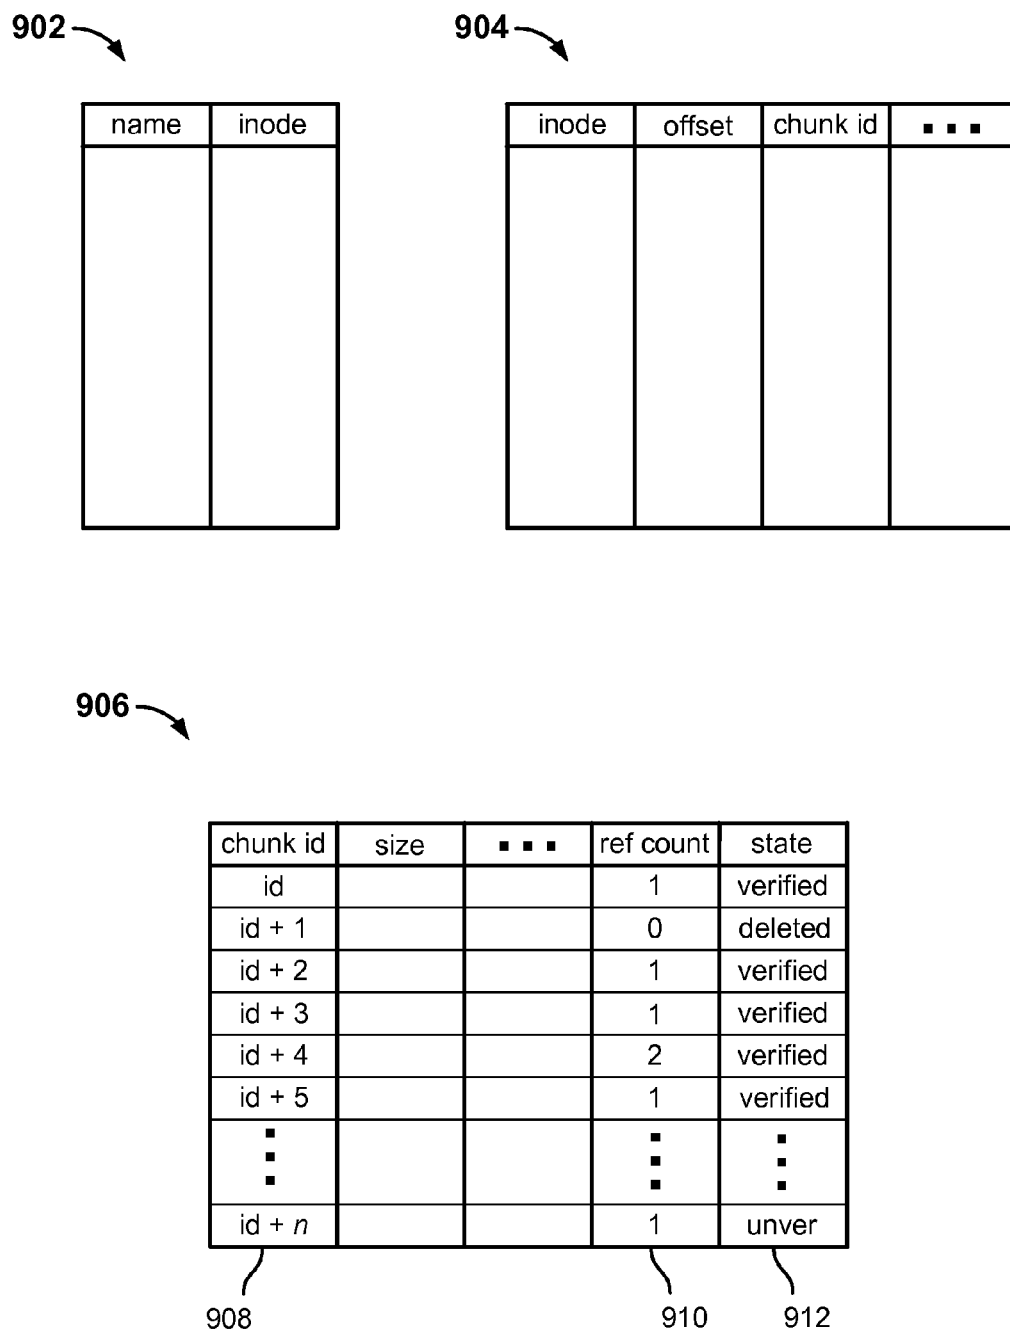 902 904
name inode inode offset chunk id ...
906
chunk id size ... ref count state
id 1 verified
id + 1 0 deleted
id + 2 1 verified
id + 3 1 verified
id + 4 2 verified
id + 5 1 verified
id + n 1 unver
908 910 912